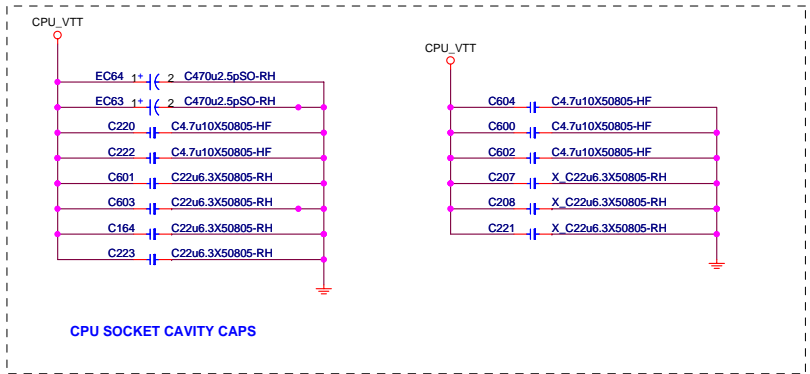 CPU_VTT
EC64 1+ 2 C470u2.5pSO-RH
EC63 1+ 2 C470u2.5pSO-RH
C220 C4.7u10X50805-HF
C222 C4.7u10X50805-HF
C601 C22u6.3X50805-RH
C603 C22u6.3X50805-RH
C164 C22u6.3X50805-RH
C223 C22u6.3X50805-RH
CPU_VTT
C604 C4.7u10X50805-HF
C600 C4.7u10X50805-HF
C602 C4.7u10X50805-HF
C207 X_C22u6.3X50805-RH
C208 X_C22u6.3X50805-RH
C221 X_C22u6.3X50805-RH
CPU SOCKET CAVITY CAPS